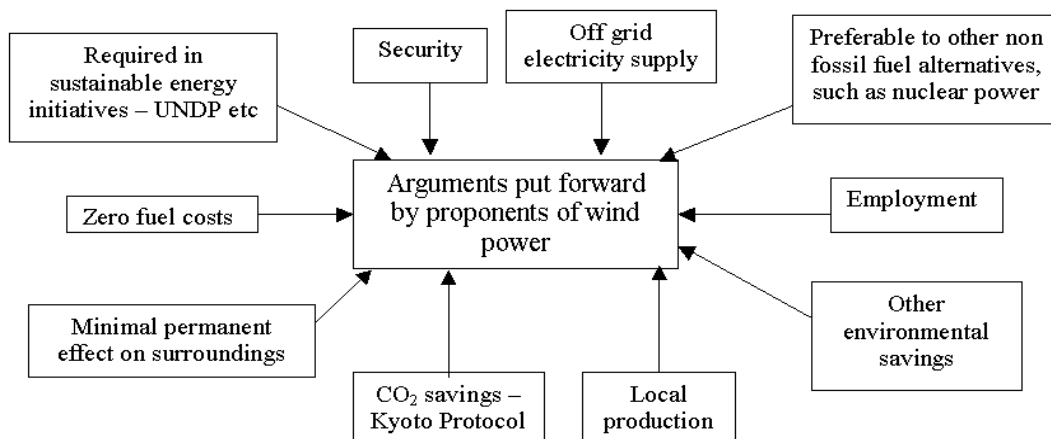 Required in
sustainable energy
initiatives – UNDP etc
Security
Off grid
electricity supply
Preferable to other non
fossil fuel alternatives,
such as nuclear power
Arguments put forward
by proponents of wind
power
Zero fuel costs
Employment
Minimal permanent
effect on surroundings
CO₂ savings –
Kyoto Protocol
Local
production
Other
environmental
savings